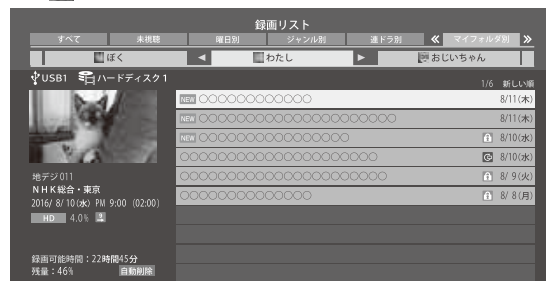 録画リスト
すべて 未視聴 曜日別 ジャンル別 連ドラ別 ≪ マイフォルダ別 ≫
ぼく ◀ わたし ▶ おじいちゃん
USB1 ハードディスク1
1/6 新しい順
NEW 〇〇〇〇〇〇〇〇〇〇〇〇 8/11(木)
NEW 〇〇〇〇〇〇〇〇〇〇〇〇〇〇〇〇〇〇〇〇〇 8/11(木)
NEW 〇〇〇〇〇〇〇〇〇〇〇〇〇〇〇〇 8/10(水)
〇〇〇〇〇〇〇〇〇〇〇〇〇〇〇〇〇〇〇〇〇 8/10(水)
〇〇〇〇〇〇〇〇〇〇〇〇〇〇〇〇〇〇〇〇〇〇 8/ 9(火)
〇〇〇〇〇〇〇〇〇〇〇〇〇〇 8/ 8(月)
地デジ011
NHK総合・東京
2016/ 8/10(水) PM 9:00 (02:00)
HD 4.0%
録画可能時間：22時間45分
残量：46% 自動削除